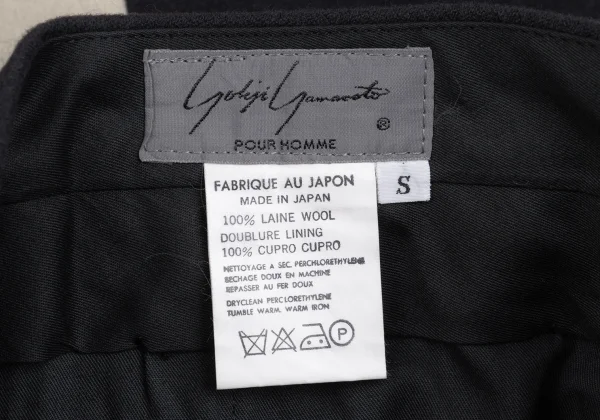 Yohji Yamamoto ®
POUR HOMME
S
FABRIQUE AU JAPON
MADE IN JAPAN
100% LAINE WOOL
DOUBLURE LINING
100% CUPRO CUPRO
NETTOYAGE A SEC, PERCHLORETHYLENE
SECHAGE DOUX EN MACHINE
REPASSER AU FER DOUX
DRYCLEAN PERCLORETHYLENE
TUMBLE WARM, WARM IRON
P